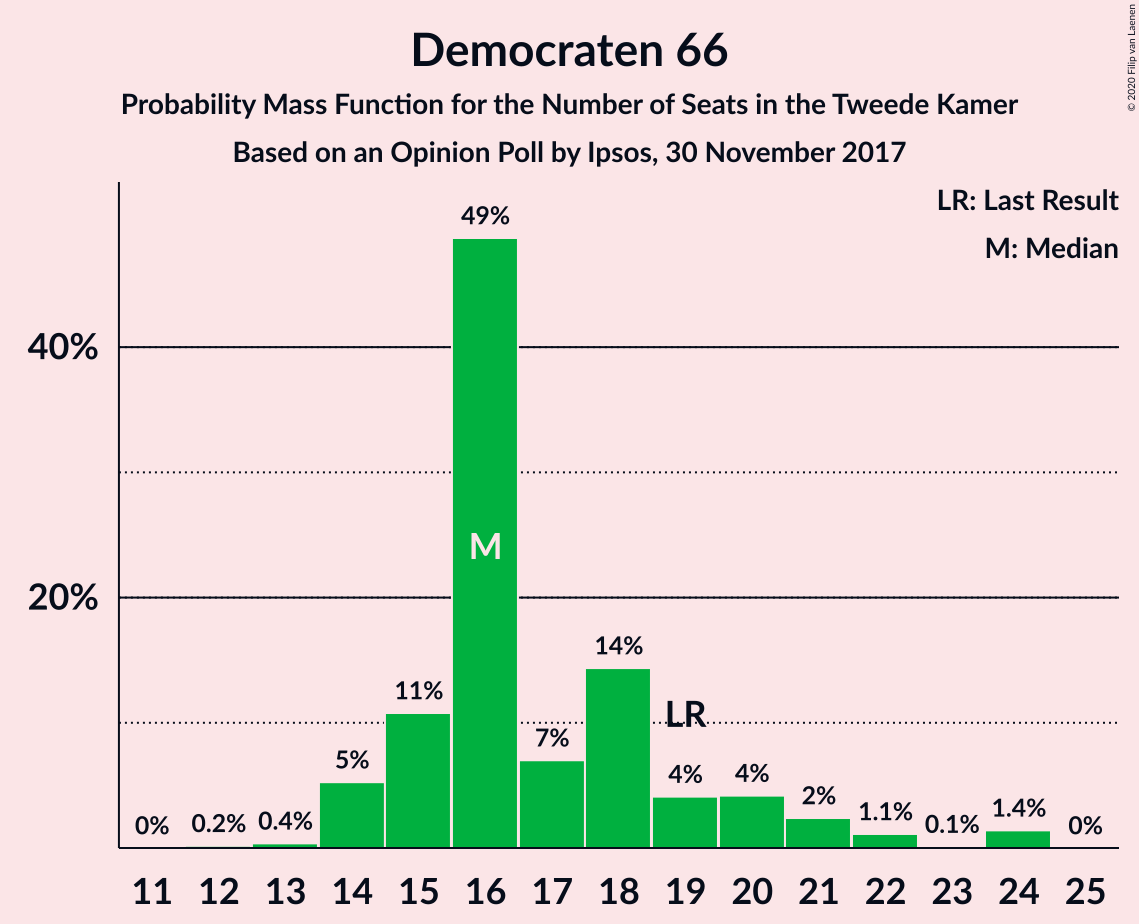 Democraten 66
Probability Mass Function for the Number of Seats in the Tweede Kamer
Based on an Opinion Poll by Ipsos, 30 November 2017
© 2020 Filip van Laenen
LR: Last Result
M: Median
40%
20%
0%
0.2%
0.4%
5%
11%
49%
M
7%
14%
LR
4%
4%
2%
1.1%
0.1%
1.4%
0%
11 12 13 14 15 16 17 18 19 20 21 22 23 24 25